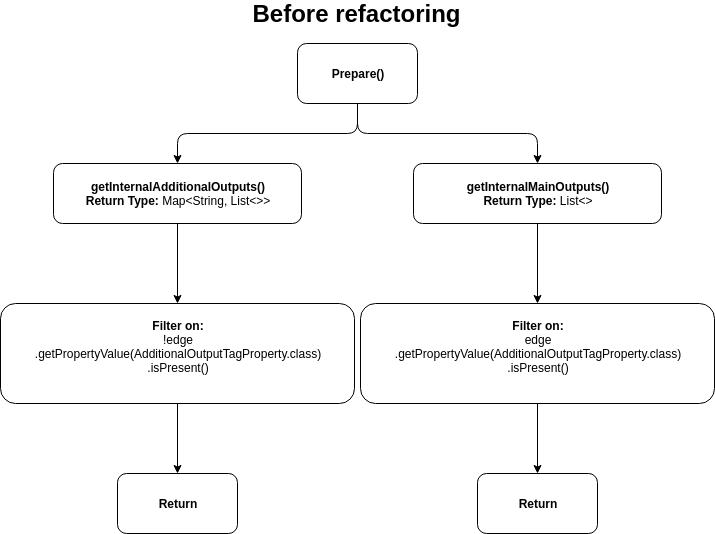 Before refactoring
Prepare()
getInternalAdditionalOutputs()
Return Type: Map<String, List<>>
getInternalMainOutputs()
Return Type: List<>
Filter on:
!edge
.getPropertyValue(AdditionalOutputTagProperty.class)
.isPresent()
Filter on:
edge
.getPropertyValue(AdditionalOutputTagProperty.class)
.isPresent()
Return
Return